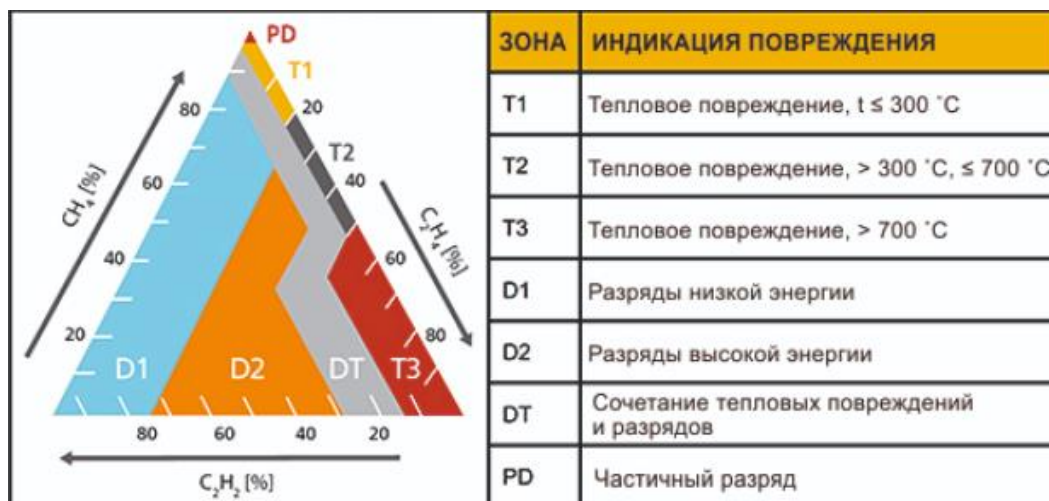 PD
T1
20
T2
40
60
80
80
60
40
20
CH₄ [%]
C₂H₄ [%]
D1
D2
DT
T3
80
60
40
20
C₂H₂ [%]
ЗОНА ИНДИКАЦИЯ ПОВРЕЖДЕНИЯ
T1 Тепловое повреждение, t ≤ 300 ˚C
T2 Тепловое повреждение, > 300 ˚C, ≤ 700 ˚C
T3 Тепловое повреждение, > 700 ˚C
D1 Разряды низкой энергии
D2 Разряды высокой энергии
DT Сочетание тепловых повреждений
и разрядов
PD Частичный разряд